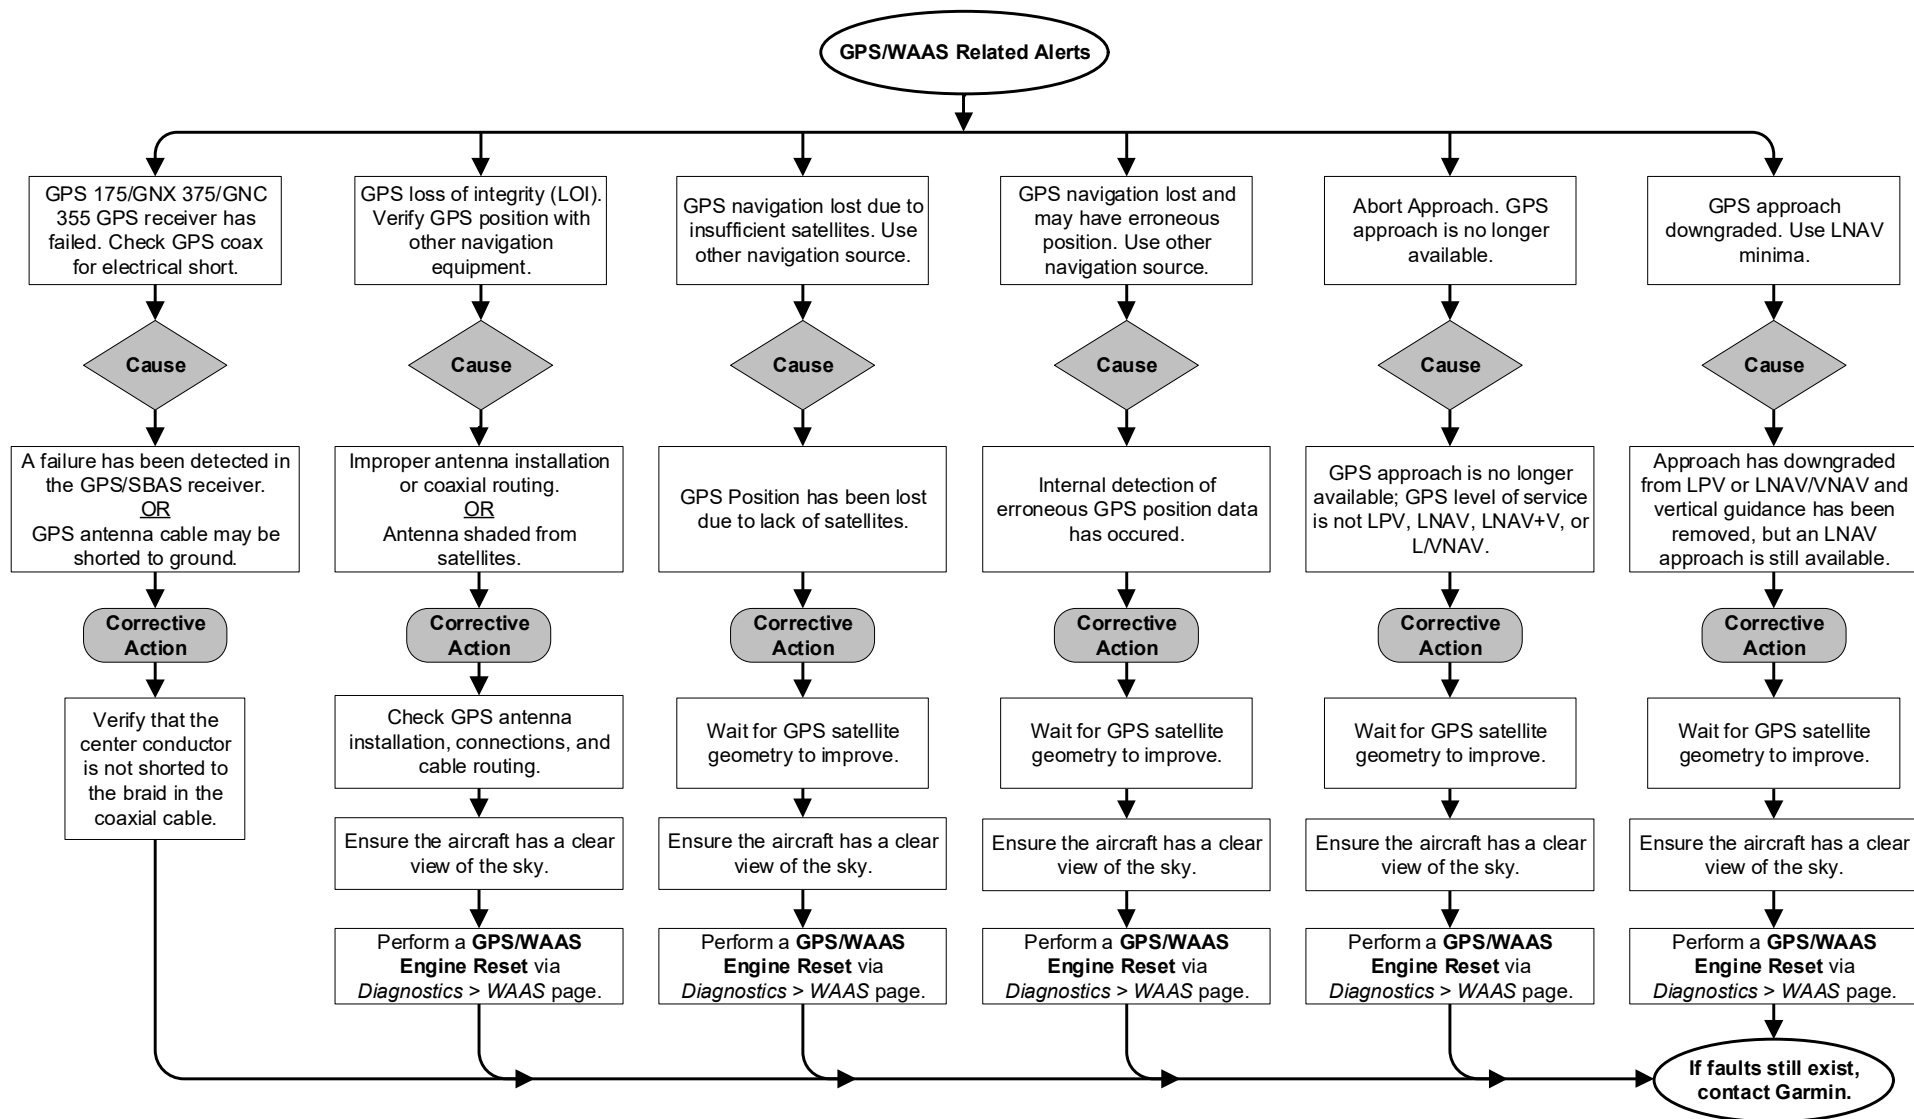 GPS/WAAS Related Alerts
GPS 175/GNX 375/GNC
355 GPS receiver has
failed. Check GPS coax
for electrical short.
GPS loss of integrity (LOI).
Verify GPS position with
other navigation
equipment.
GPS navigation lost due to
insufficient satellites. Use
other navigation source.
GPS navigation lost and
may have erroneous
position. Use other
navigation source.
Abort Approach. GPS
approach is no longer
available.
GPS approach
downgraded. Use LNAV
minima.
Cause
Cause
Cause
Cause
Cause
Cause
A failure has been detected in
the GPS/SBAS receiver.
OR
GPS antenna cable may be
shorted to ground.
Improper antenna installation
or coaxial routing.
OR
Antenna shaded from
satellites.
GPS Position has been lost
due to lack of satellites.
Internal detection of
erroneous GPS position data
has occured.
GPS approach is no longer
available; GPS level of service
is not LPV, LNAV, LNAV+V, or
L/VNAV.
Approach has downgraded
from LPV or LNAV/VNAV and
vertical guidance has been
removed, but an LNAV
approach is still available.
Corrective
Action
Corrective
Action
Corrective
Action
Corrective
Action
Corrective
Action
Corrective
Action
Verify that the
center conductor
is not shorted to
the braid in the
coaxial cable.
Check GPS antenna
installation, connections, and
cable routing.
Wait for GPS satellite
geometry to improve.
Wait for GPS satellite
geometry to improve.
Wait for GPS satellite
geometry to improve.
Wait for GPS satellite
geometry to improve.
Ensure the aircraft has a clear
view of the sky.
Ensure the aircraft has a clear
view of the sky.
Ensure the aircraft has a clear
view of the sky.
Ensure the aircraft has a clear
view of the sky.
Ensure the aircraft has a clear
view of the sky.
Perform a GPS/WAAS
Engine Reset via
Diagnostics > WAAS page.
Perform a GPS/WAAS
Engine Reset via
Diagnostics > WAAS page.
Perform a GPS/WAAS
Engine Reset via
Diagnostics > WAAS page.
Perform a GPS/WAAS
Engine Reset via
Diagnostics > WAAS page.
Perform a GPS/WAAS
Engine Reset via
Diagnostics > WAAS page.
If faults still exist,
contact Garmin.